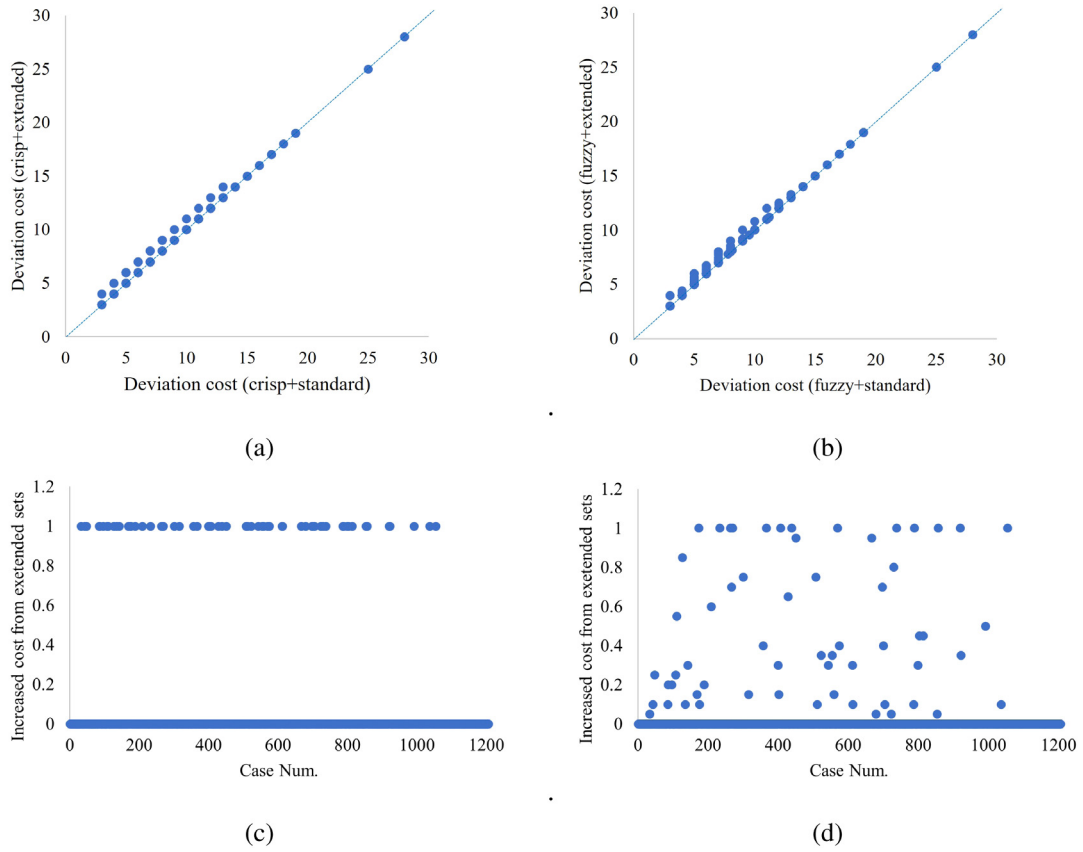 30
25
20
15
10
5
0
Deviation cost (crisp+extended)
0 5 10 15 20 25 30
Deviation cost (crisp+standard)
(a)
30
25
20
15
10
5
0
Deviation cost (fuzzy+extended)
0 5 10 15 20 25 30
Deviation cost (fuzzy+standard)
.
(b)
1.2
1
0.8
0.6
0.4
0.2
0
Increased cost from exetended sets
0 200 400 600 800 1000 1200
Case Num.
(c)
1.2
1
0.8
0.6
0.4
0.2
0
Increased cost from exetended sets
0 200 400 600 800 1000 1200
Case Num.
.
(d)